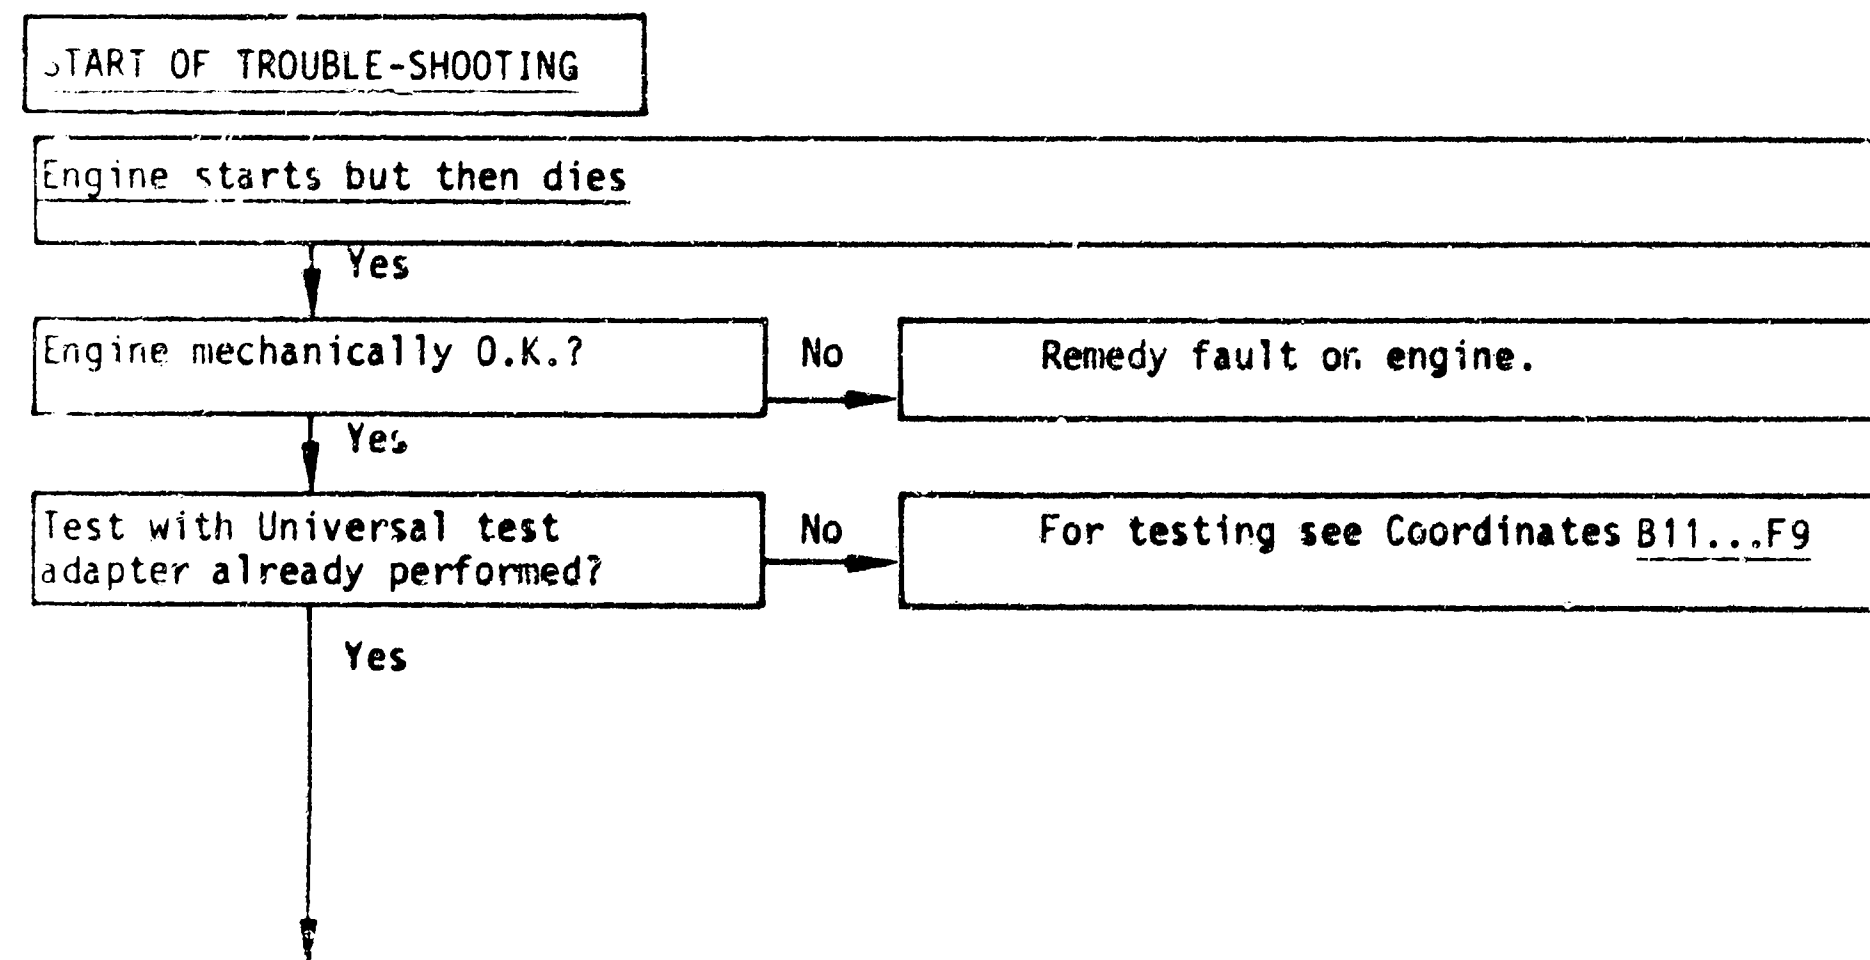 START OF TROUBLE-SHOOTING
Engine starts but then dies
Yes
Engine mechanically O.K.?
No
Remedy fault on engine.
Yes
Test with Universal test
adapter already performed?
No
For testing see Coordinates B11...F9
Yes